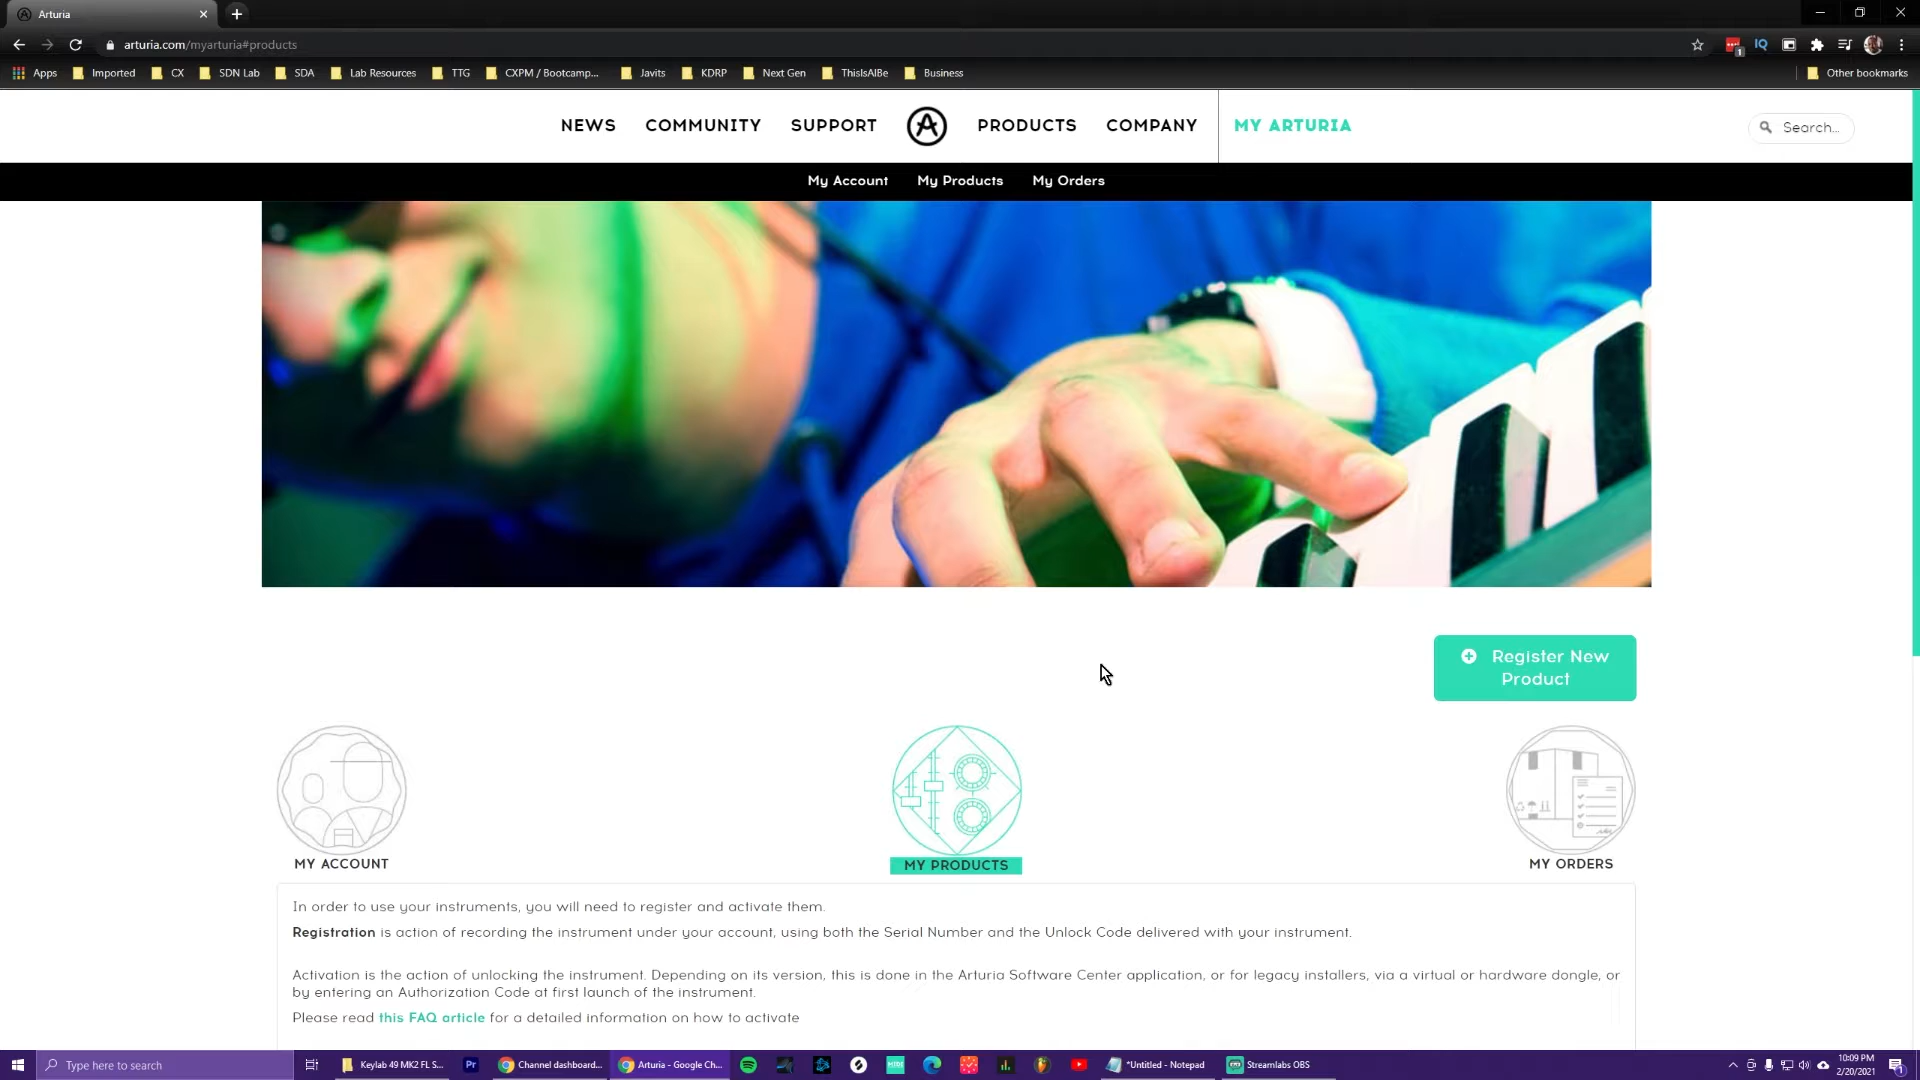 Arturia
arturia.com/myarturia#products
1
IQ
Apps
Imported
CX
SDN Lab
SDA
Lab Resources
TTG
CXPM / Bootcamp...
Javits
KDRP
Next Gen
ThisIsAIBe
Business
Other bookmarks
NEWS
COMMUNITY
SUPPORT
PRODUCTS
COMPANY
MY ARTURIA
Search...
My Account
My Products
My Orders
Register New
Product
MY ACCOUNT
MY PRODUCTS
MY ORDERS
In order to use your instruments, you will need to register and activate them.
Registration is action of recording the instrument under your account, using both the Serial Number and the Unlock Code delivered with your instrument.
Activation is the action of unlocking the instrument. Depending on its version, this is done in the Arturia Software Center application, or for legacy installers, via a virtual or hardware dongle, or
by entering an Authorization Code at first launch of the instrument.
Please read this FAQ article for a detailed information on how to activate
Type here to search
Keylab 49 MK2 FL S...
Pr
Channel dashboard...
Arturia - Google Ch...
MIDI
*Untitled - Notepad
Streamlabs OBS
10:09 PM
2/20/2021
1